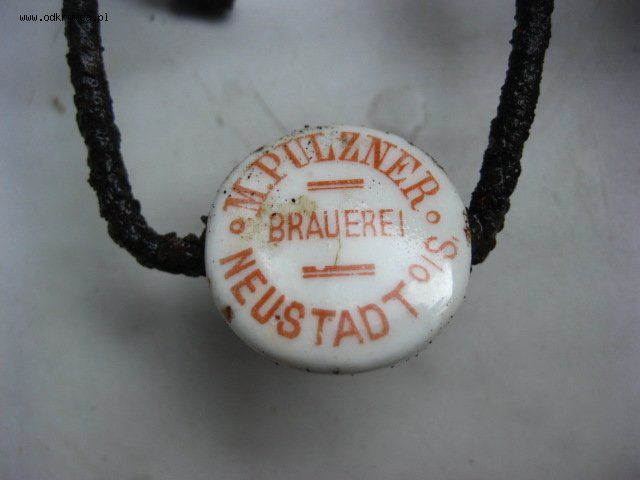 www.odkrywca.pl
M.PULZNER
BRAUEREI
NEUSTADT O/S